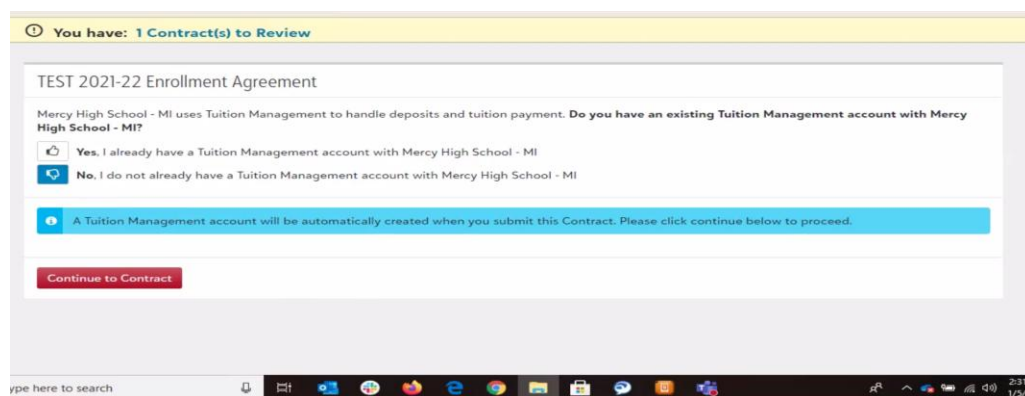 You have: 1 Contract(s) to Review
TEST 2021-22 Enrollment Agreement
Mercy High School - MI uses Tuition Management to handle deposits and tuition payment. Do you have an existing Tuition Management account with Mercy
High School - MI?
Yes, I already have a Tuition Management account with Mercy High School - MI
No, I do not already have a Tuition Management account with Mercy High School - MI
A Tuition Management account will be automatically created when you submit this Contract. Please click continue below to proceed.
Continue to Contract
ype here to search
2:31